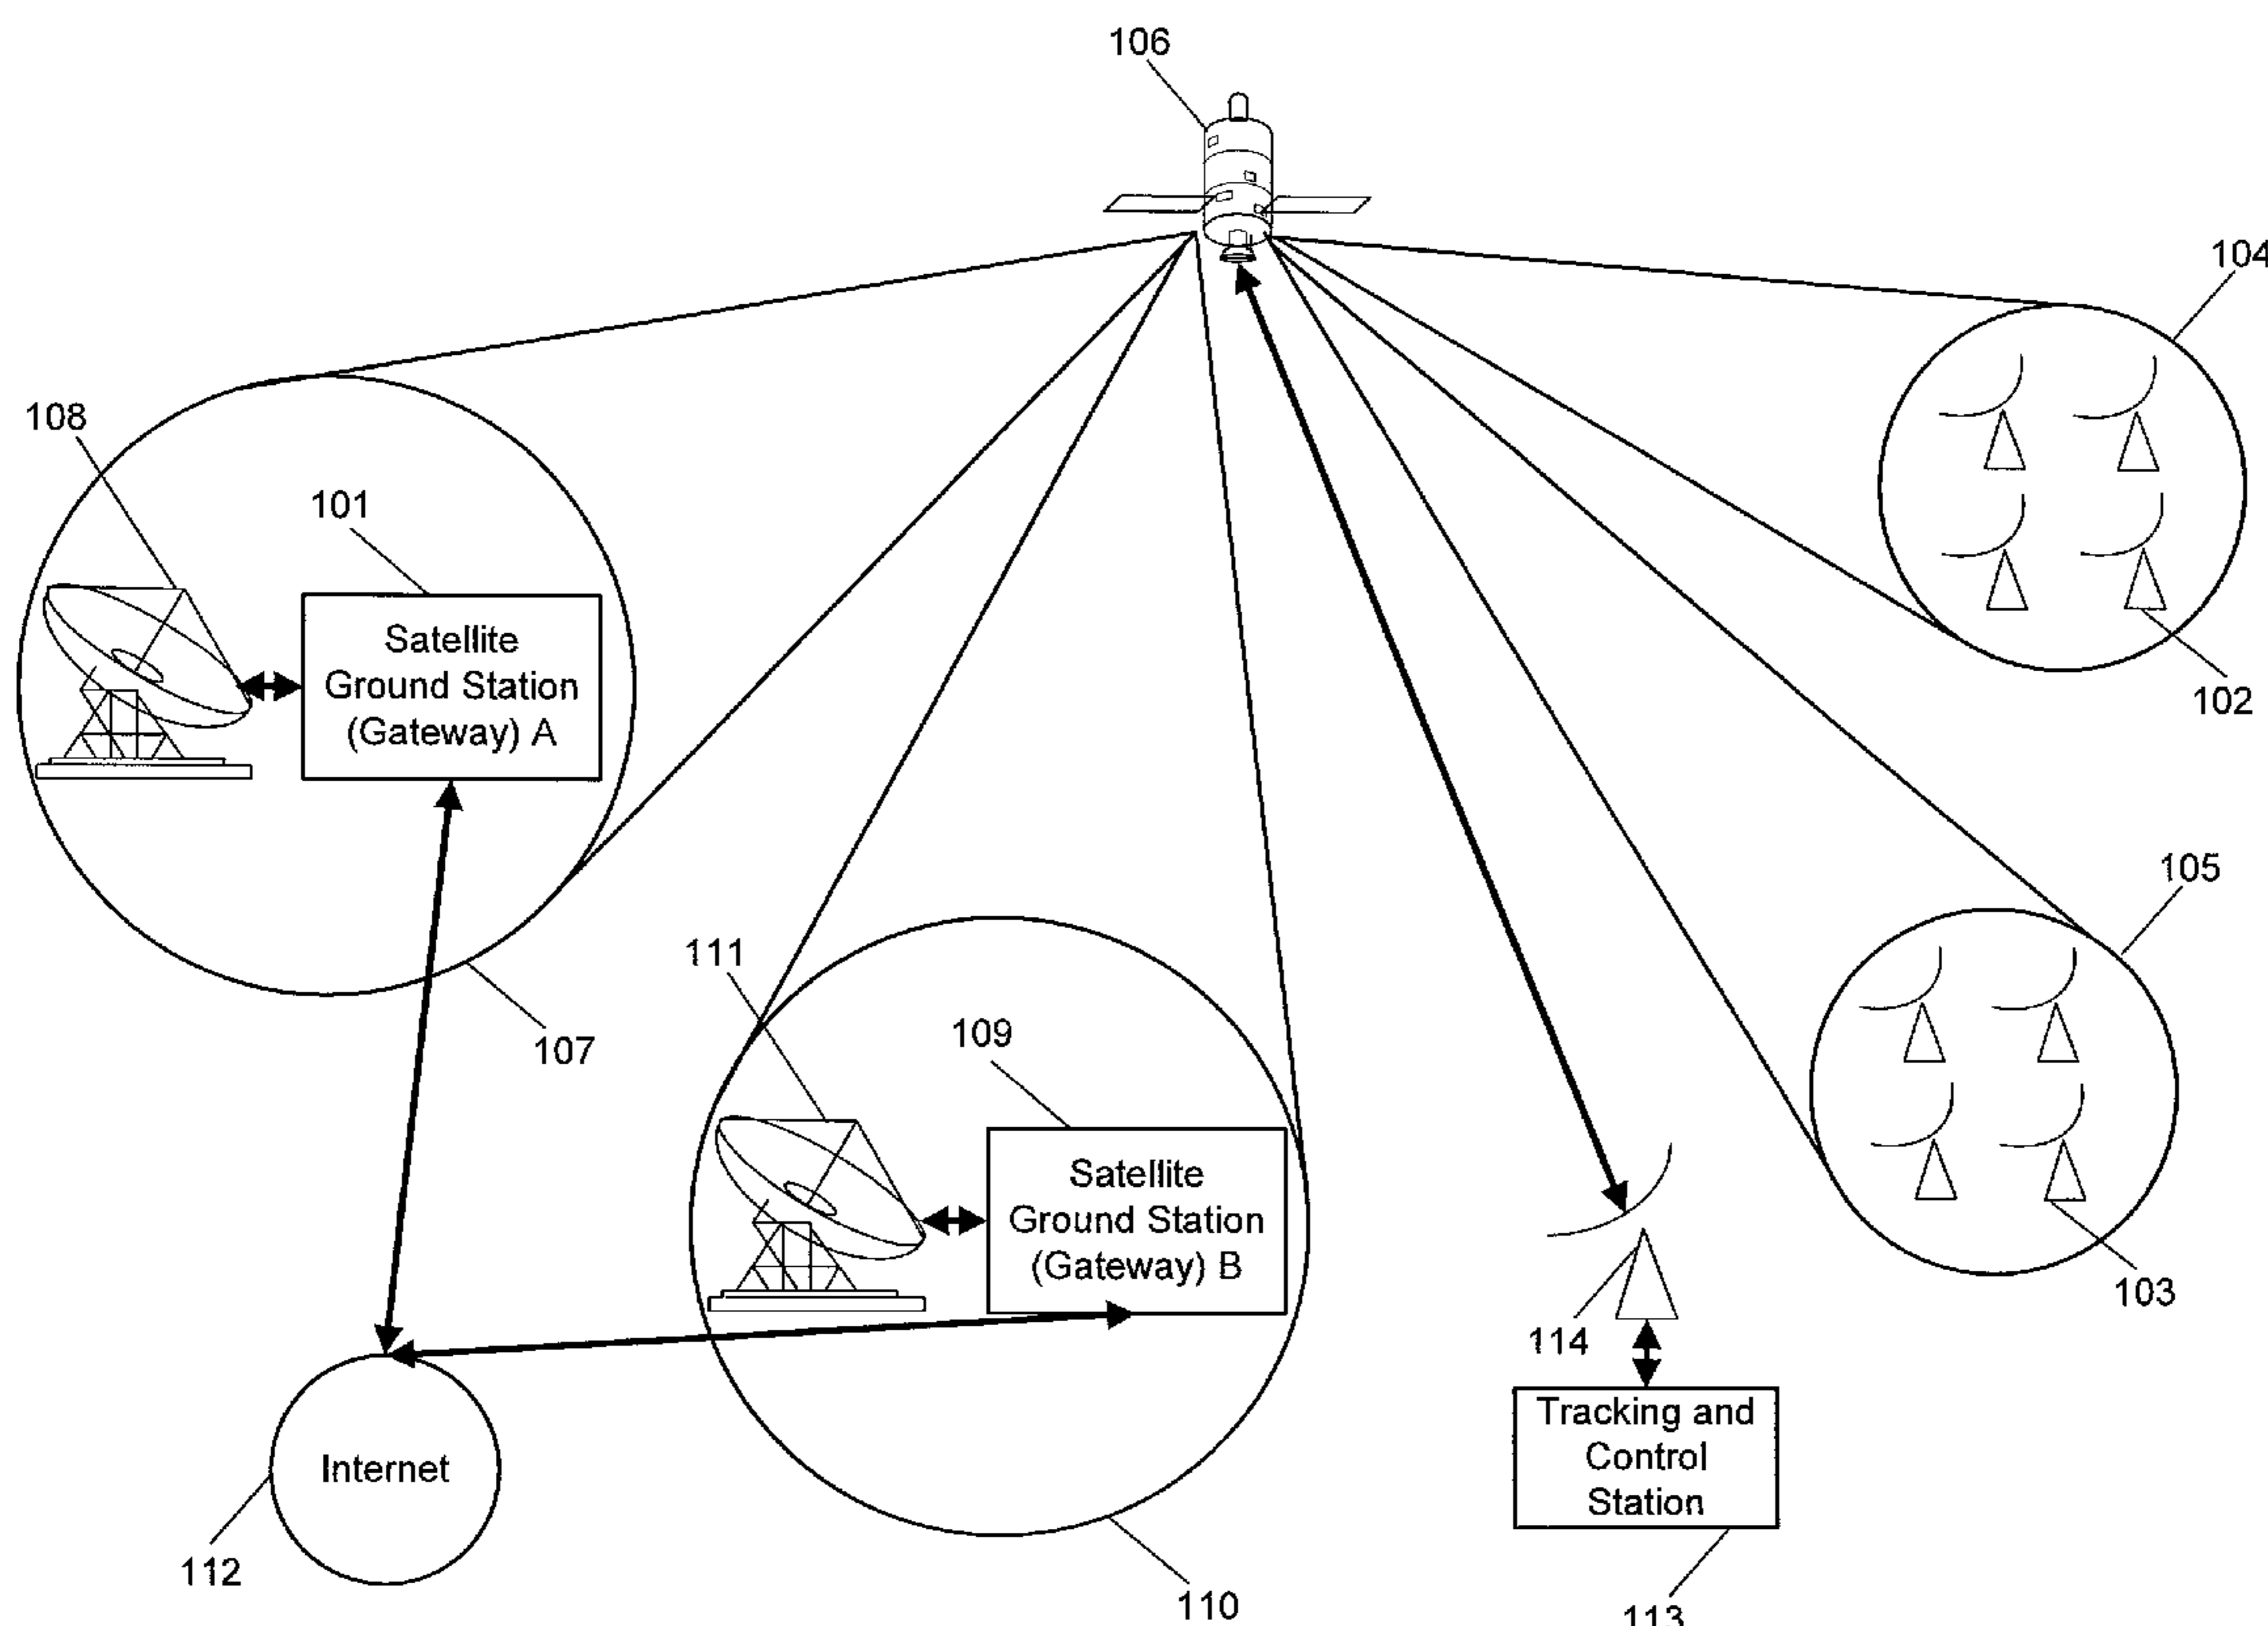 106
104
108
101
Satellite
Ground Station
(Gateway) A
102
105
107
111
109
Satellite
Ground Station
(Gateway) B
103
114
Tracking and
Control
Station
Internet
112
110
113